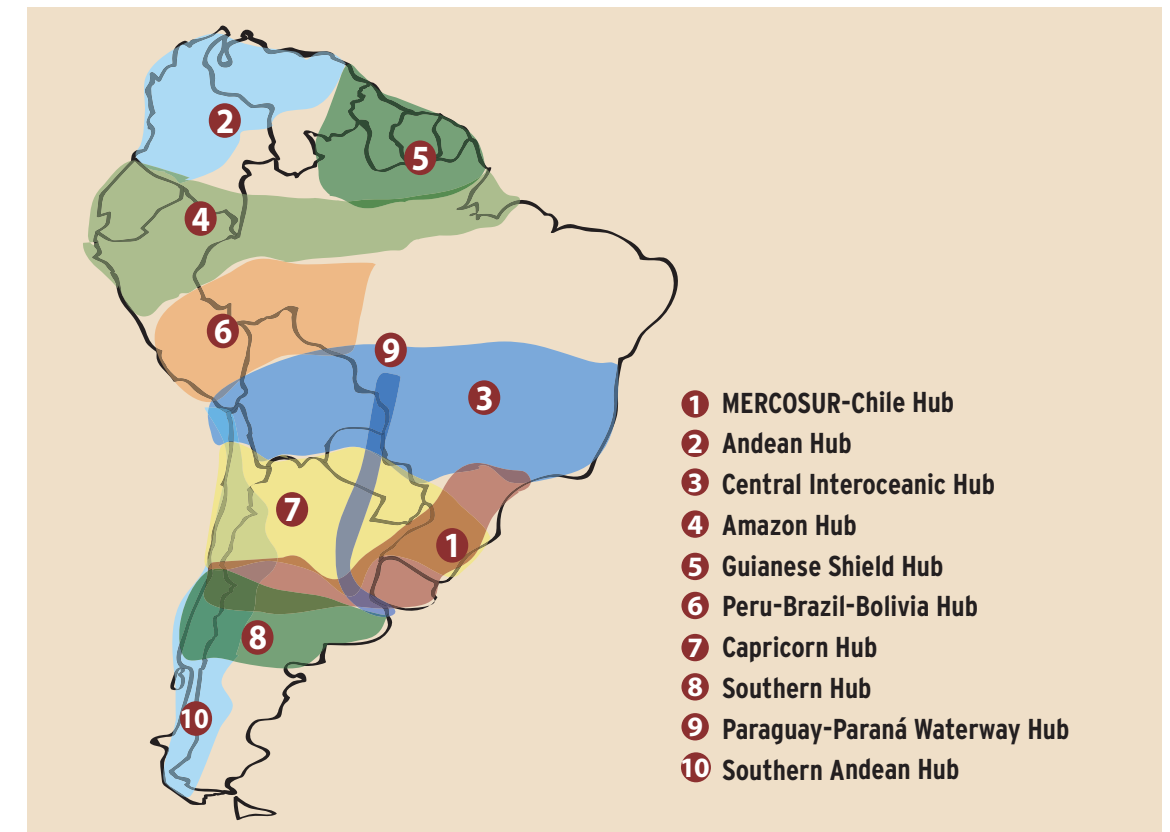 2
5
4
6
9
3
7
1
8
10
1 MERCOSUR-Chile Hub
2 Andean Hub
3 Central Interoceanic Hub
4 Amazon Hub
5 Guianese Shield Hub
6 Peru-Brazil-Bolivia Hub
7 Capricorn Hub
8 Southern Hub
9 Paraguay-Paraná Waterway Hub
10 Southern Andean Hub